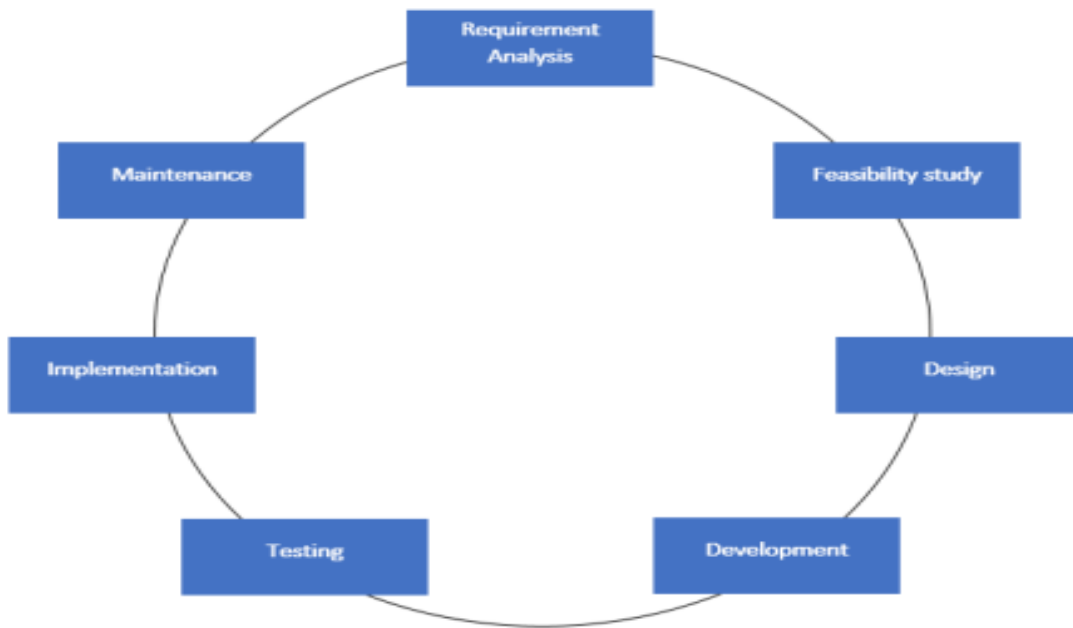 Requirement
Analysis
Feasibility study
Design
Development
Testing
Implementation
Maintenance